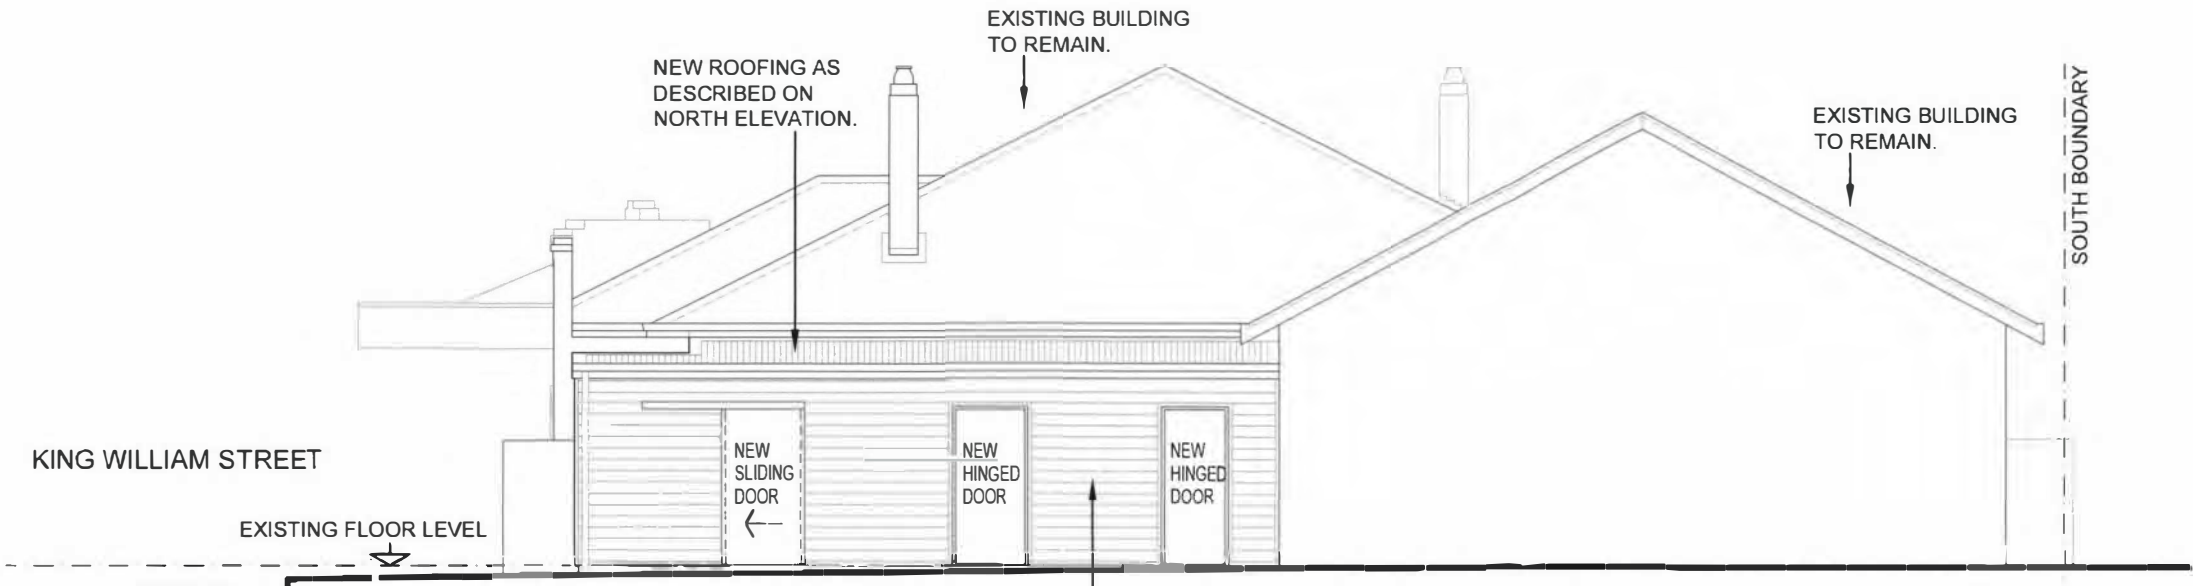 EXISTING BUILDING
TO REMAIN.
NEW ROOFING AS
DESCRIBED ON
NORTH ELEVATION.
EXISTING BUILDING
TO REMAIN.
SOUTH BOUNDARY
KING WILLIAM STREET
NEW
SLIDING
DOOR
NEW
HINGED
DOOR
NEW
HINGED
DOOR
EXISTING FLOOR LEVEL